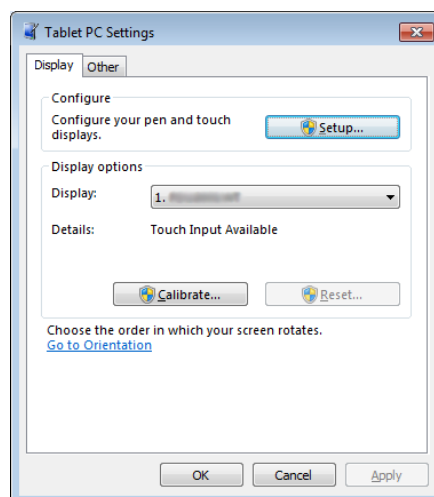 Tablet PC Settings
Display Other
Configure
Configure your pen and touch
displays.
Setup...
Display options
Display: 1.
Details: Touch Input Available
Calibrate... Reset...
Choose the order in which your screen rotates.
Go to Orientation
OK Cancel Apply